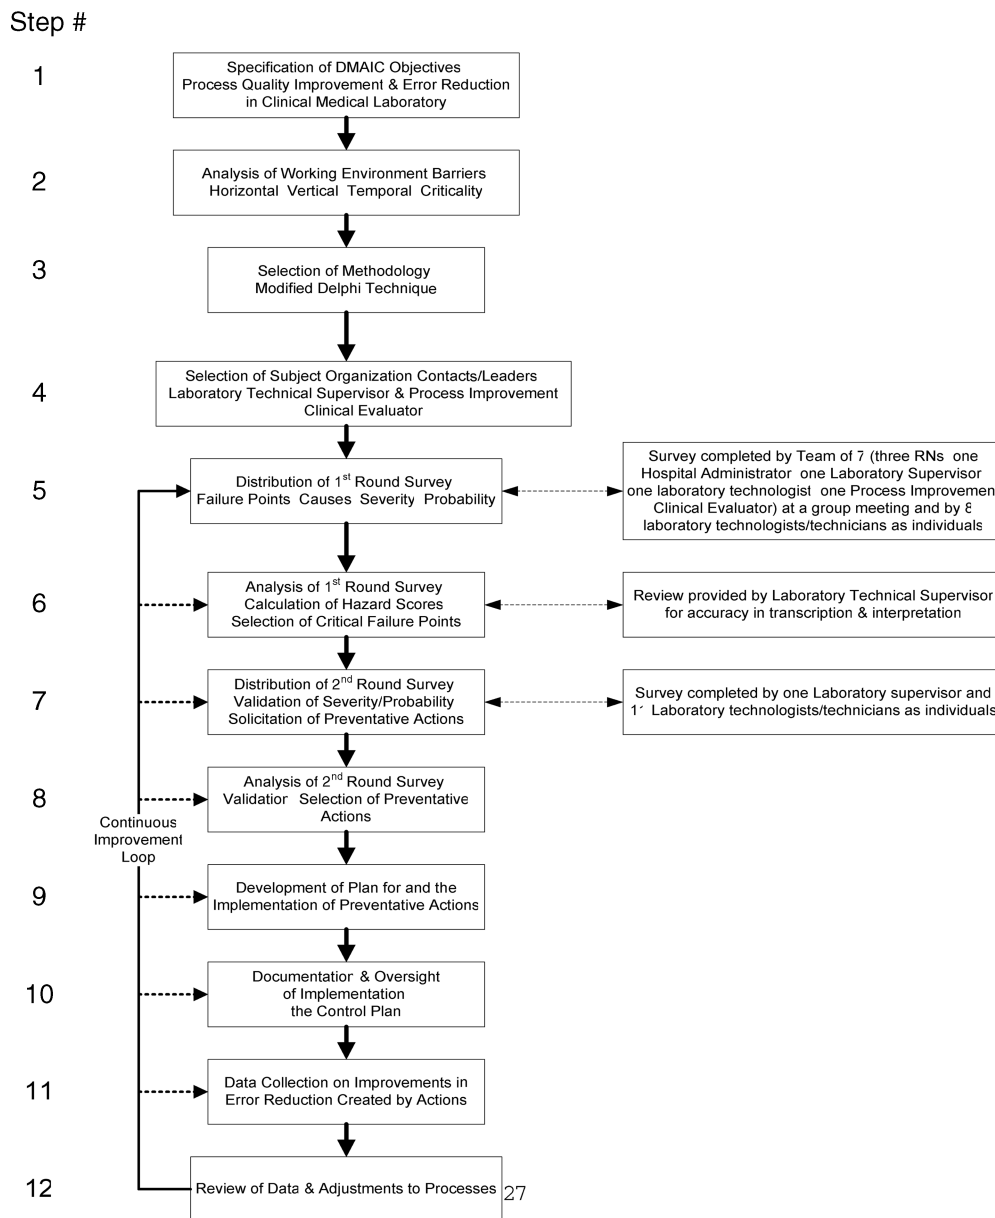 Step #
1
Specification of DMAIC Objectives
Process Quality Improvement & Error Reduction
in Clinical Medical Laboratory
2
Analysis of Working Environment Barriers
Horizontal Vertical Temporal Criticality
3
Selection of Methodology
Modified Delphi Technique
4
Selection of Subject Organization Contacts/Leaders
Laboratory Technical Supervisor & Process Improvement
Clinical Evaluator
5
Distribution of 1st Round Survey
Failure Points Causes Severity Probability
Survey completed by Team of 7 (three RNs one
Hospital Administrator one Laboratory Supervisor
one laboratory technologist one Process Improvemen
Clinical Evaluator) at a group meeting and by 8
laboratory technologists/technicians as individuals
6
Analysis of 1st Round Survey
Calculation of Hazard Scores
Selection of Critical Failure Points
Review provided by Laboratory Technical Supervisor
for accuracy in transcription & interpretation
7
Distribution of 2nd Round Survey
Validation of Severity/Probability
Solicitation of Preventative Actions
Survey completed by one Laboratory supervisor and
Laboratory technologists/technicians as individuals
8
Analysis of 2nd Round Survey
Validation Selection of Preventative
Actions
Continuous
Improvement
Loop
9
Development of Plan for and the
Implementation of Preventative Actions
10
Documentation & Oversight
of Implementation
the Control Plan
11
Data Collection on Improvements in
Error Reduction Created by Actions
12
Review of Data & Adjustments to Processes
27